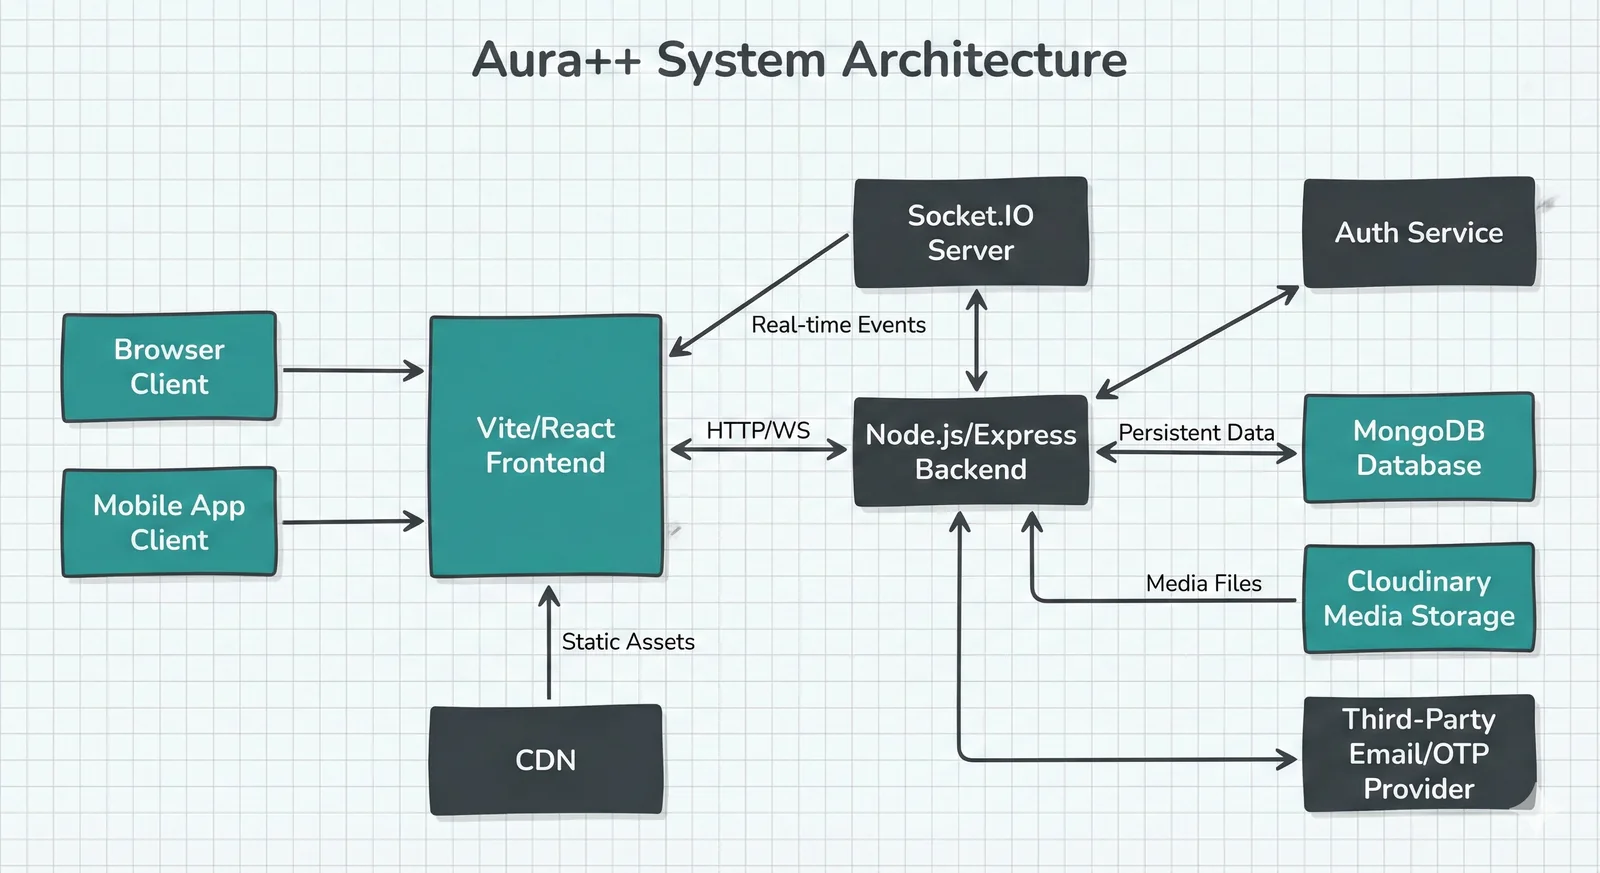 Aura++ System Architecture
Socket.IO
Server
Auth Service
Real-time Events
Browser
Client
Vite/React
Frontend
HTTP/WS
Node.js/Express
Backend
Persistent Data
MongoDB
Database
Mobile App
Client
Media Files
Cloudinary
Media Storage
Static Assets
CDN
Third-Party
Email/OTP
Provider